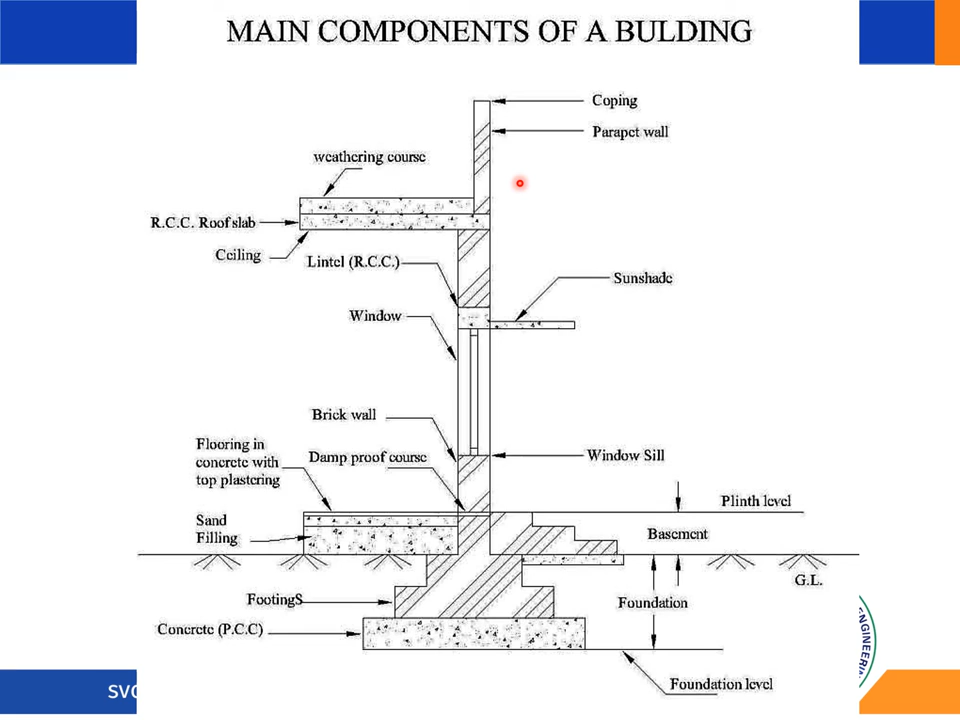 MAIN COMPONENTS OF A BULDING
Coping
Parapet wall
weathering course
R.C.C. Roof slab
Ceiling
Lintel (R.C.C.)
Sunshade
Window
Brick wall
Flooring in
concrete with
top plastering
Damp proof course
Window Sill
Plinth level
Sand
Filling
Basement
G.L.
FootingS
Foundation
Concrete (P.C.C)
Foundation level